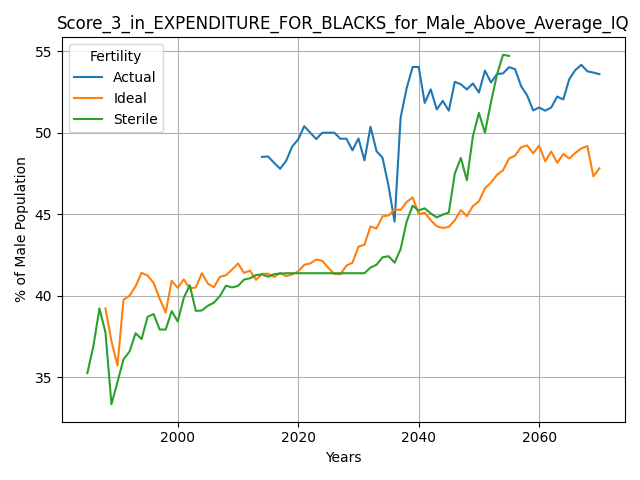 Score_3_in_EXPENDITURE_FOR_BLACKS_for_Male_Above_Average_IQ
Fertility
Actual
Ideal
Sterile
% of Male Population
55
50
45
40
35
2000
2020
2040
2060
Years